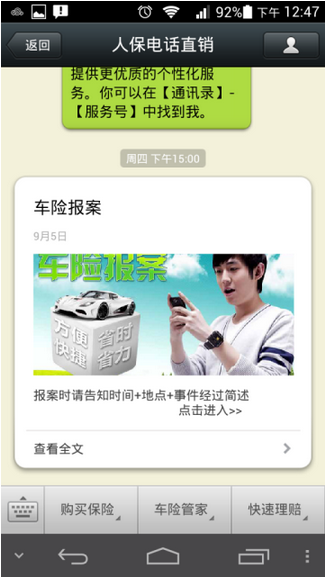 92% 下午 12:47
返回
人保电话直销
提供更优质的个性化服
务。你可以在【通讯录】-
【服务号】中找到我。
周四 下午15:00
车险报案
9月5日
车险报案
方便 省时
快捷 省力
报案时请告知时间+地点+事件经过简述
点击进入>>
查看全文
购买保险
车险管家
快速理赔